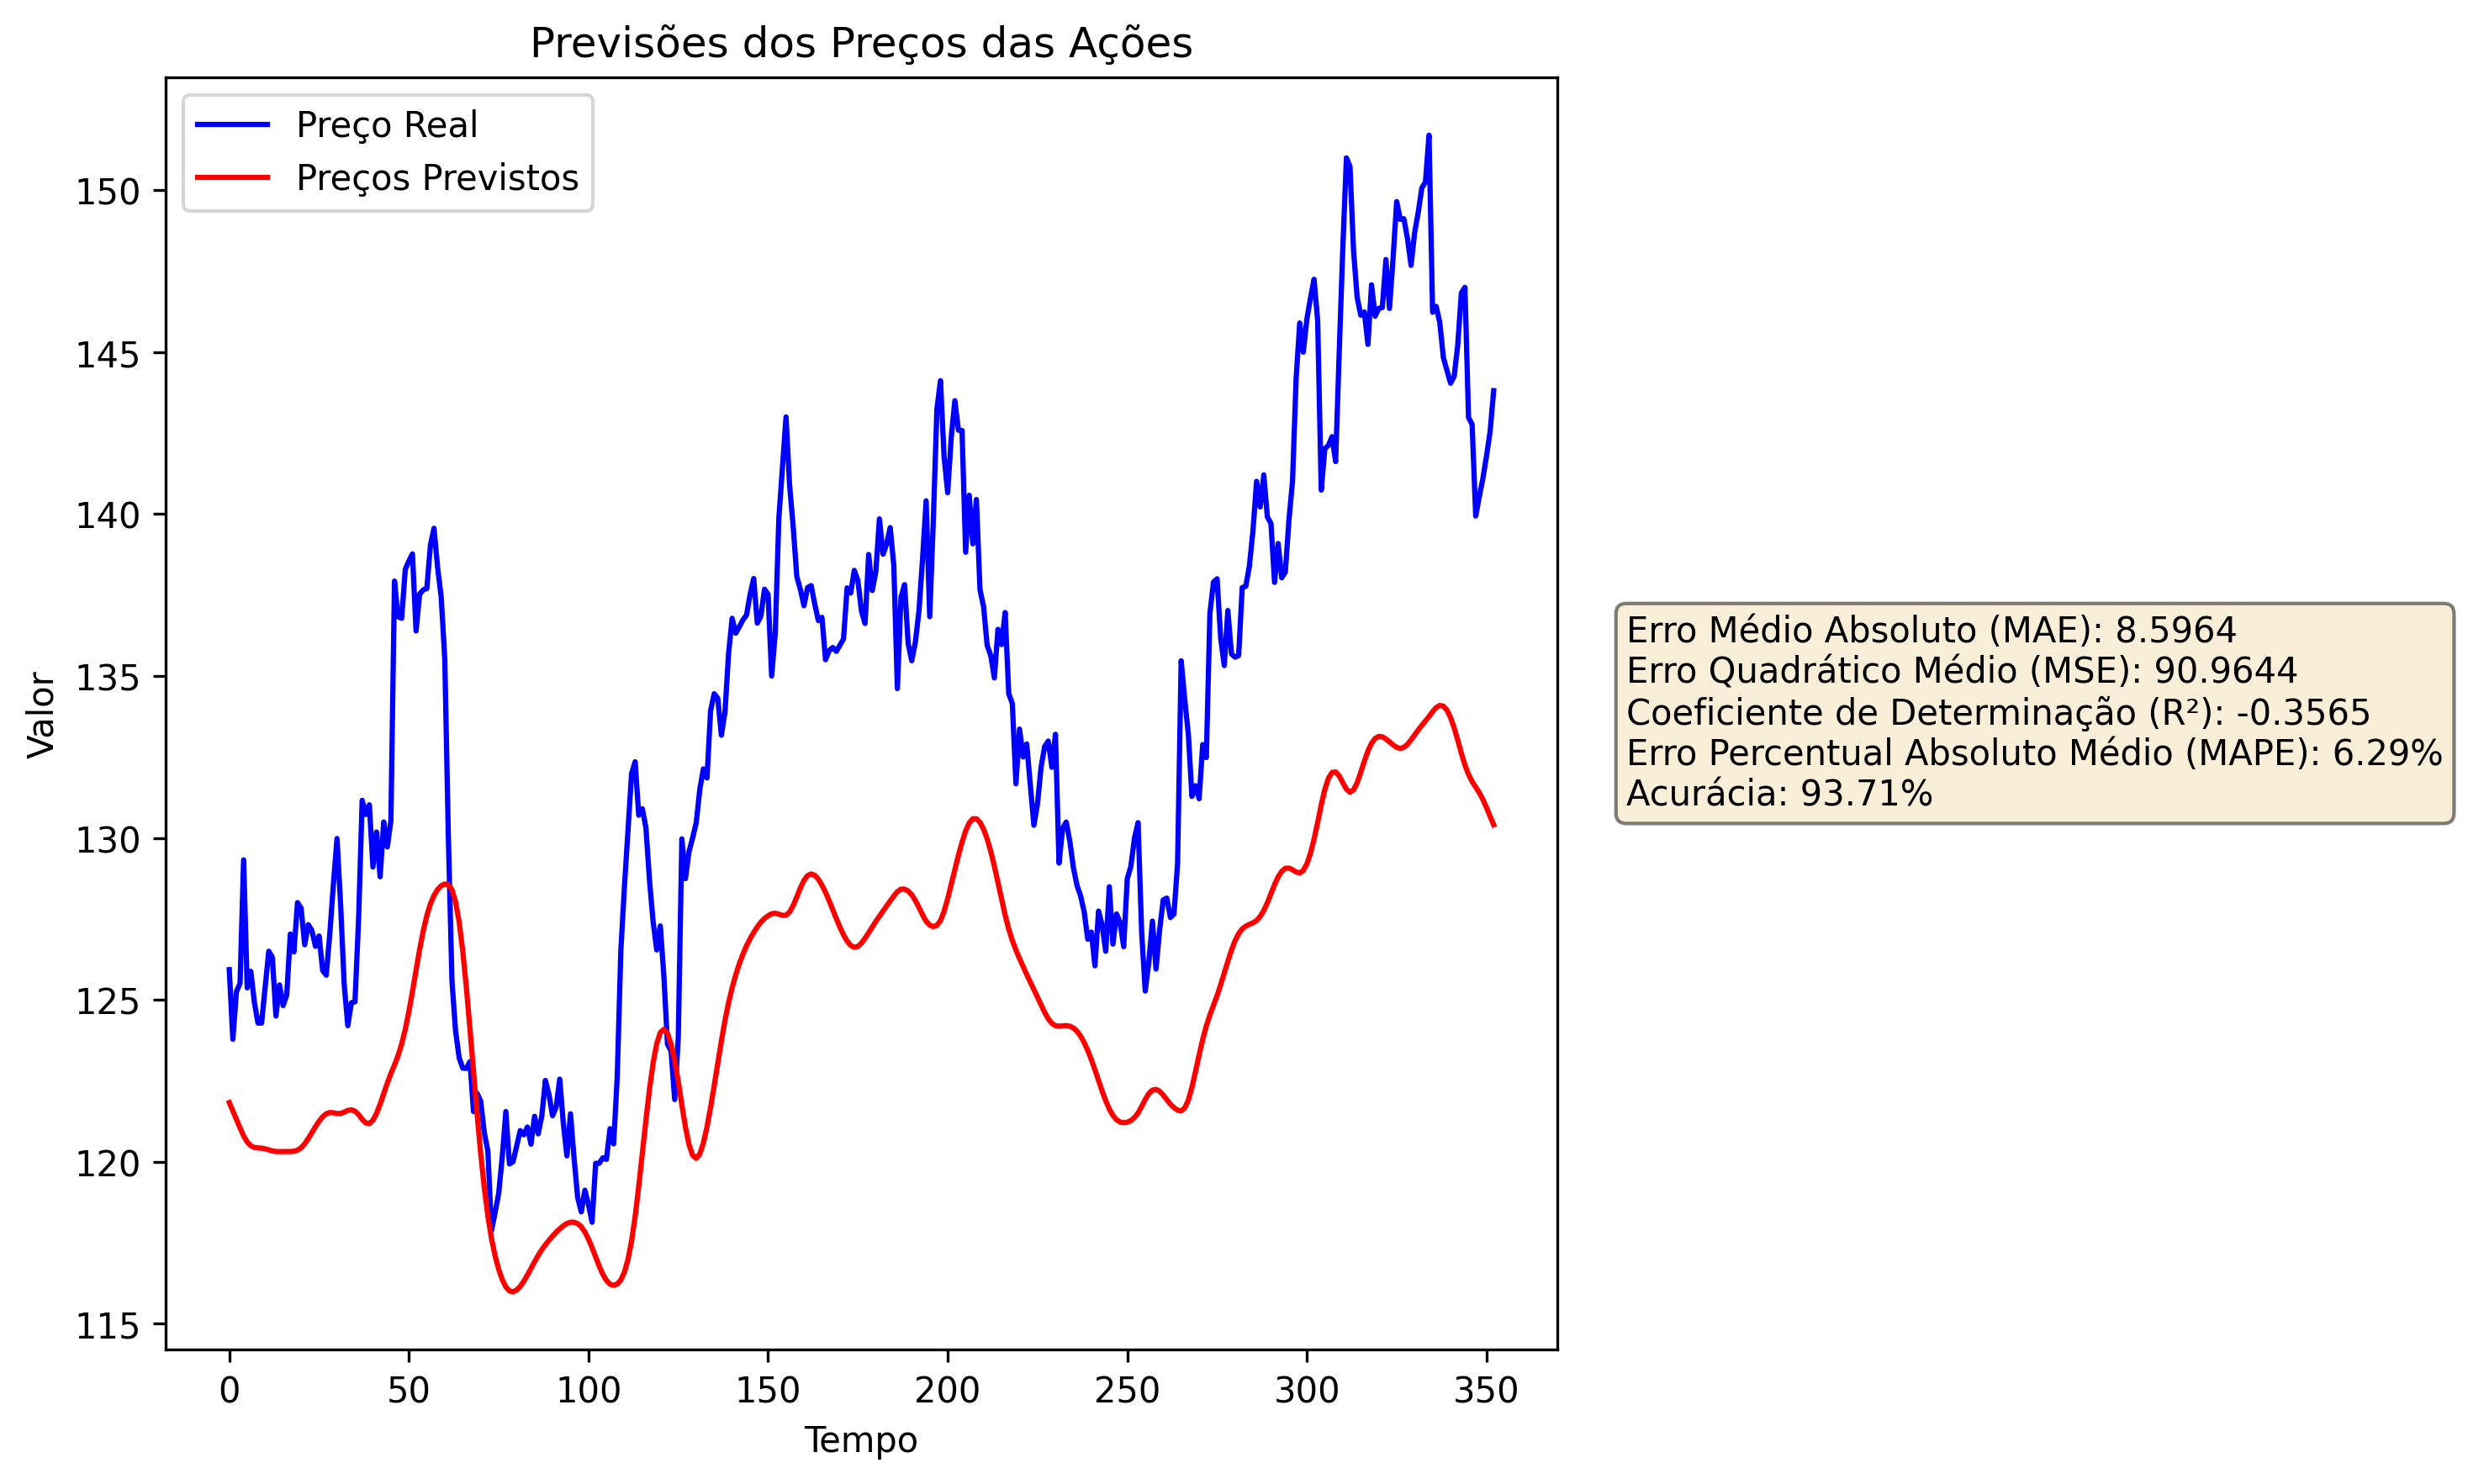 Previsões dos Preços das Ações
Preço Real
Preços Previstos
Valor
150
145
140
135
130
125
120
115
0 50 100 150 200 250 300 350
Tempo
Erro Médio Absoluto (MAE): 8.5964
Erro Quadrático Médio (MSE): 90.9644
Coeficiente de Determinação (R²): -0.3565
Erro Percentual Absoluto Médio (MAPE): 6.29%
Acurácia: 93.71%